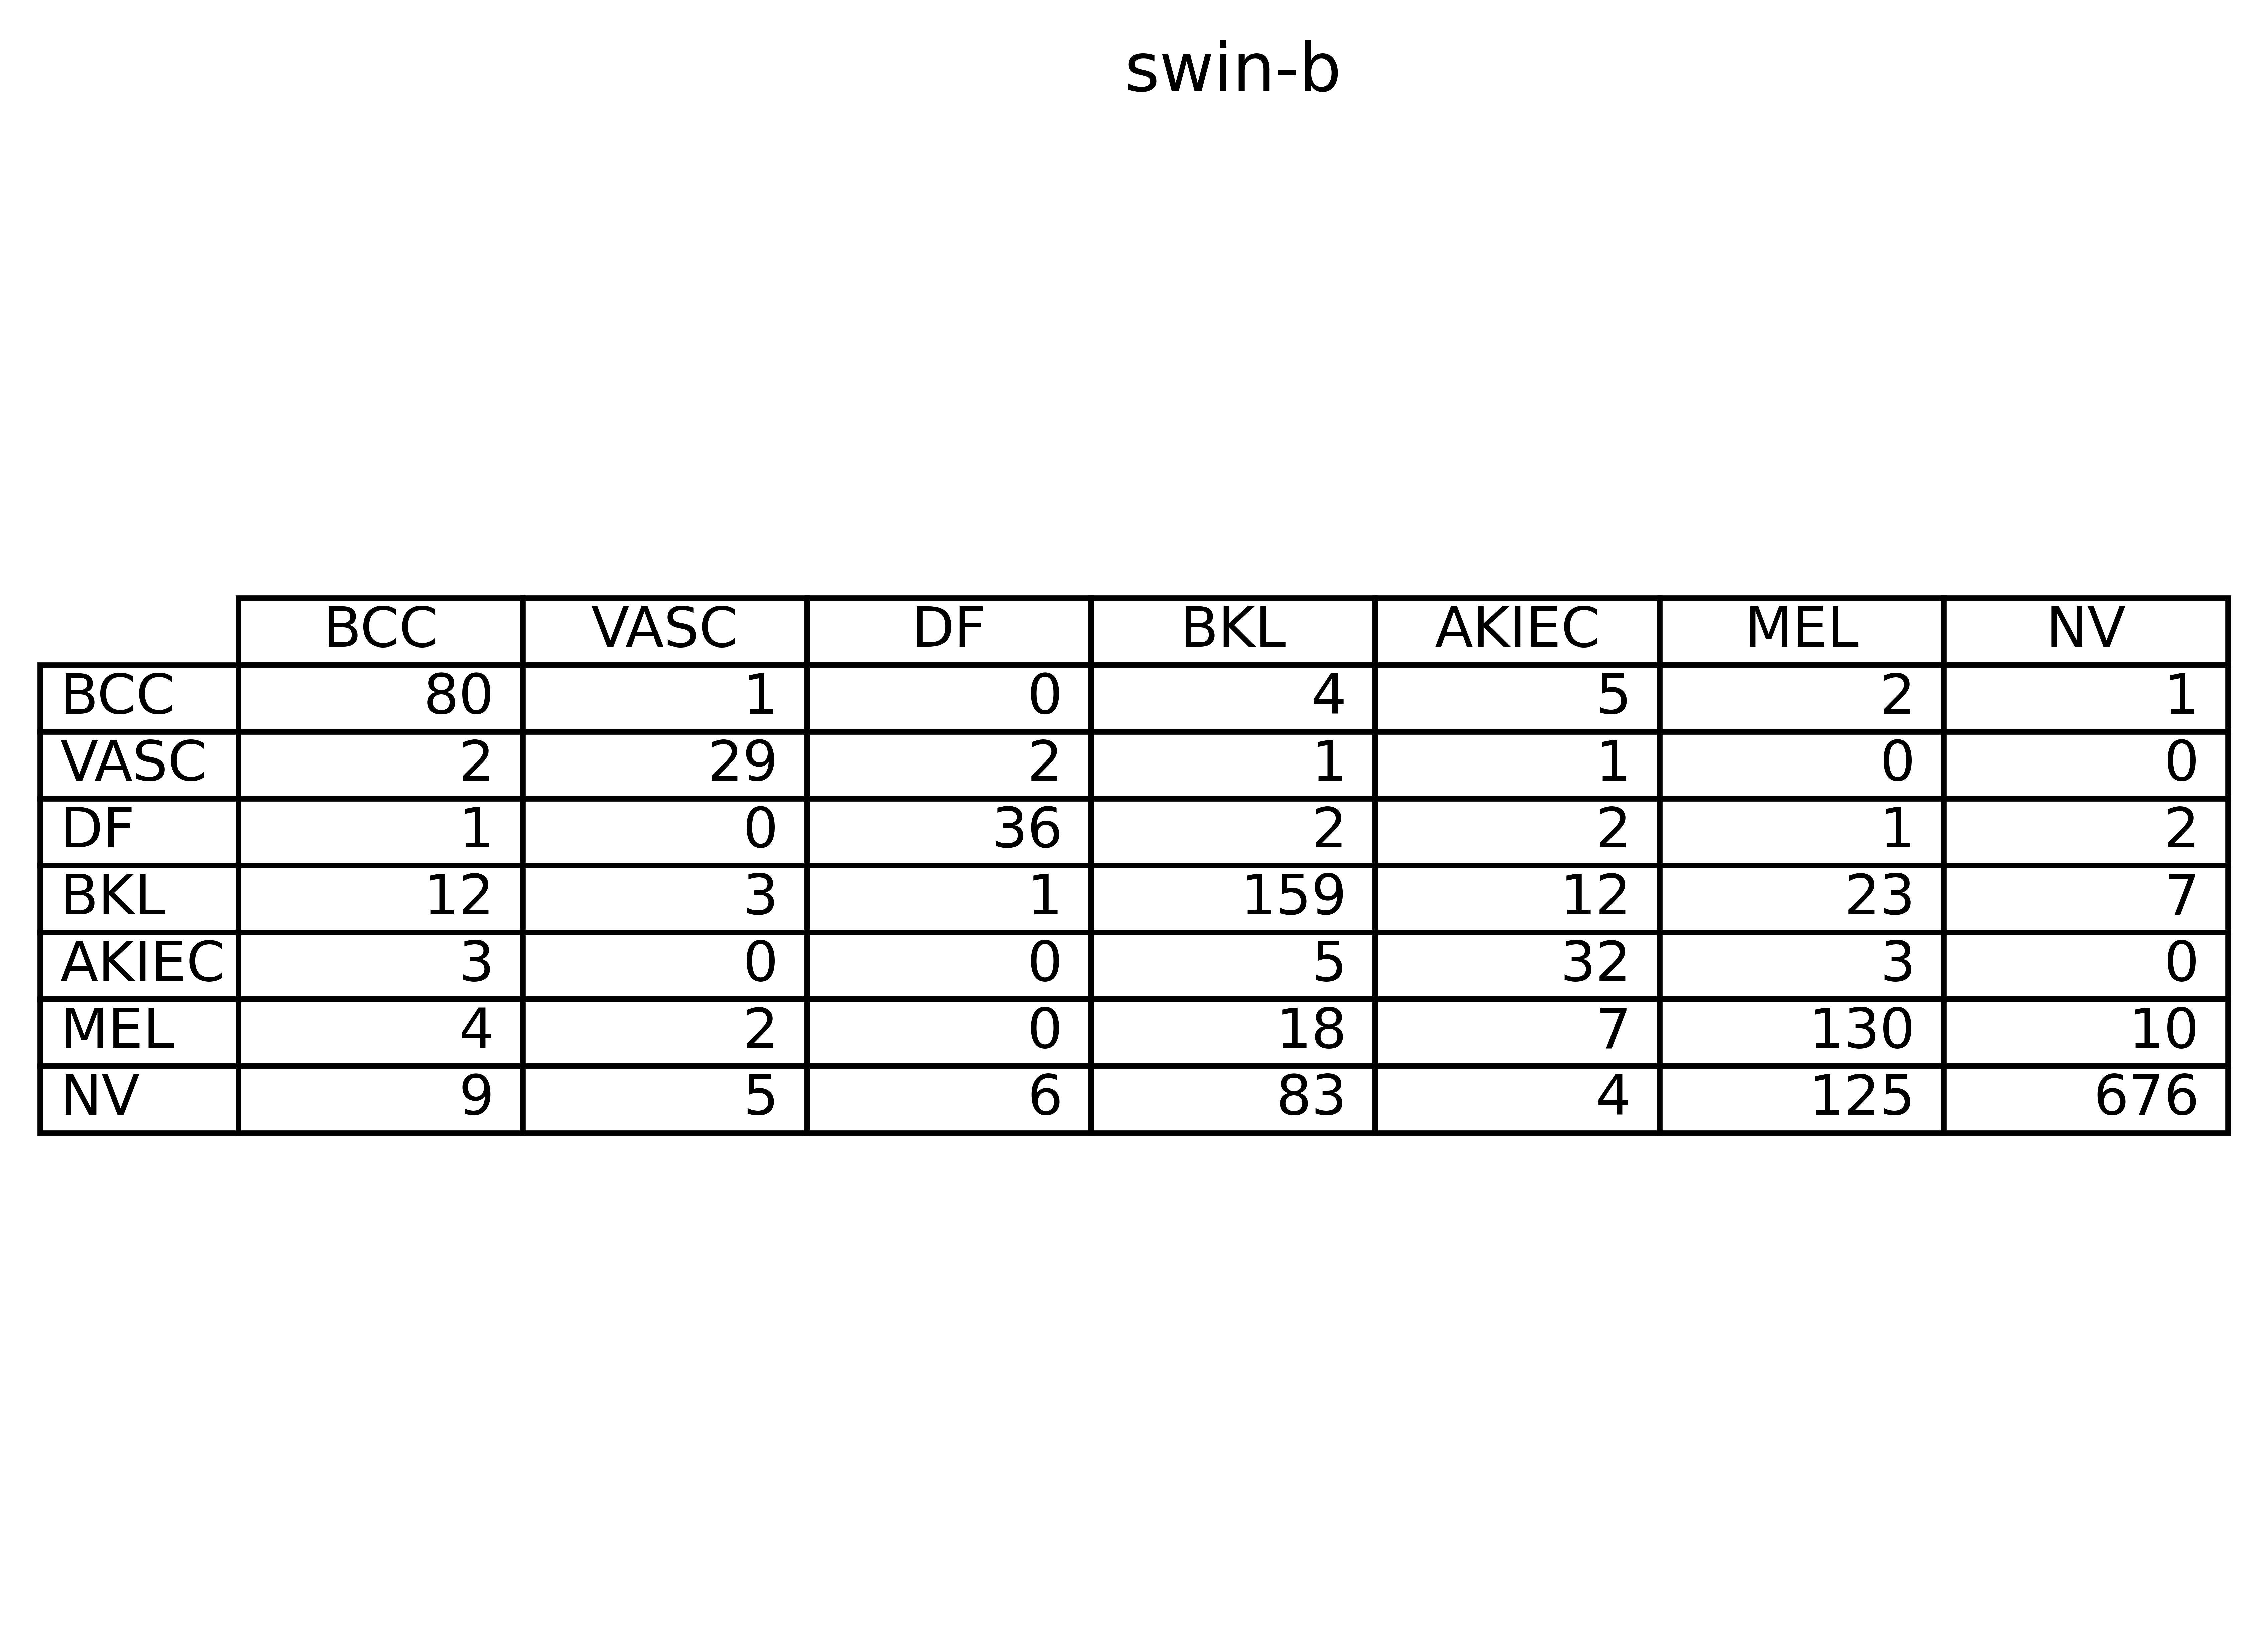 swin-b
BCC VASC DF BKL AKIEC MEL NV
BCC 80 1 0 4 5 2 1
VASC 2 29 2 1 1 0 0
DF 1 0 36 2 2 1 2
BKL 12 3 1 159 12 23 7
AKIEC 3 0 0 5 32 3 0
MEL 4 2 0 18 7 130 10
NV 9 5 6 83 4 125 676